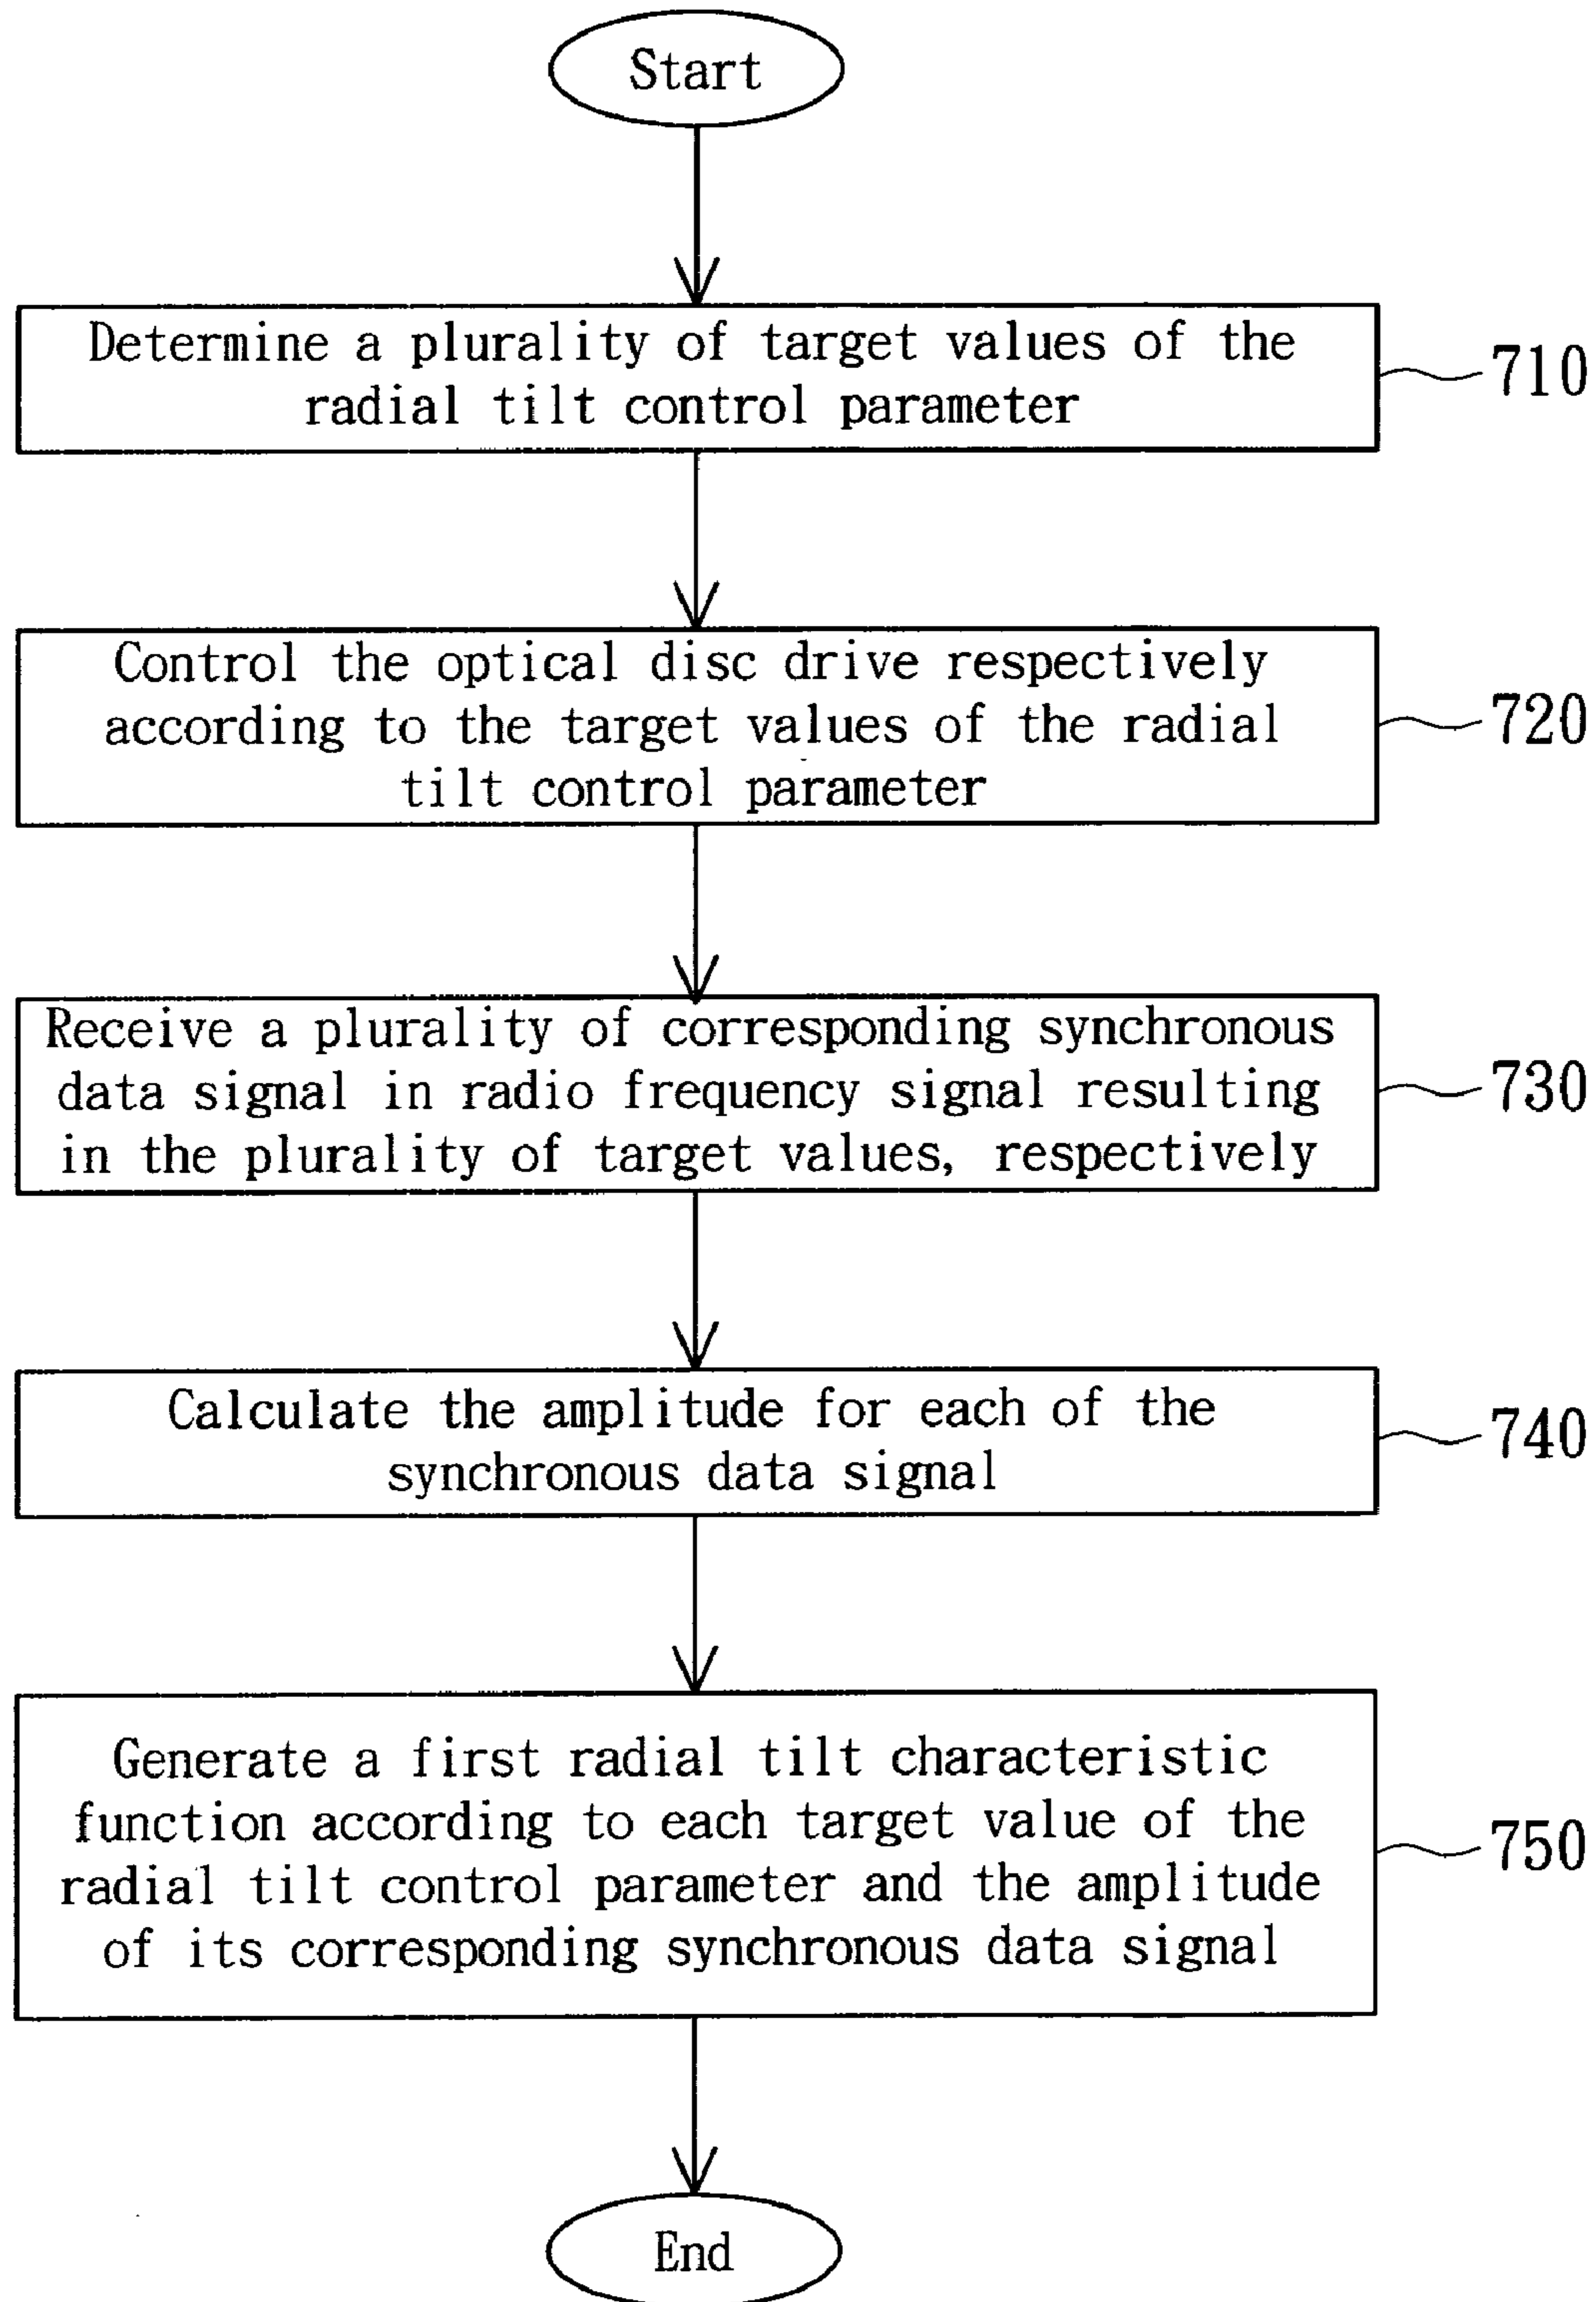 Start
Determine a plurality of target values of the
radial tilt control parameter
710
Control the optical disc drive respectively
according to the target values of the radial
tilt control parameter
720
Receive a plurality of corresponding synchronous
data signal in radio frequency signal resulting
in the plurality of target values, respectively
730
Calculate the amplitude for each of the
synchronous data signal
740
Generate a first radial tilt characteristic
function according to each target value of the
radial tilt control parameter and the amplitude
of its corresponding synchronous data signal
750
End